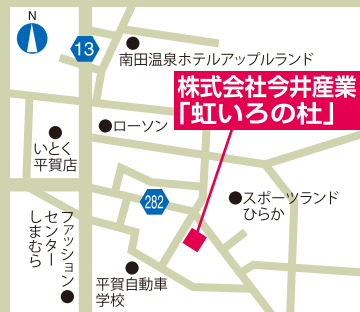 N
13
南田温泉ホテルアップルランド
株式会社今井産業
「虹いろの杜」
ローソン
いとく
平賀店
282
スポーツランド
ひらか
ファッション
センター
しまむら
平賀自動車
学校